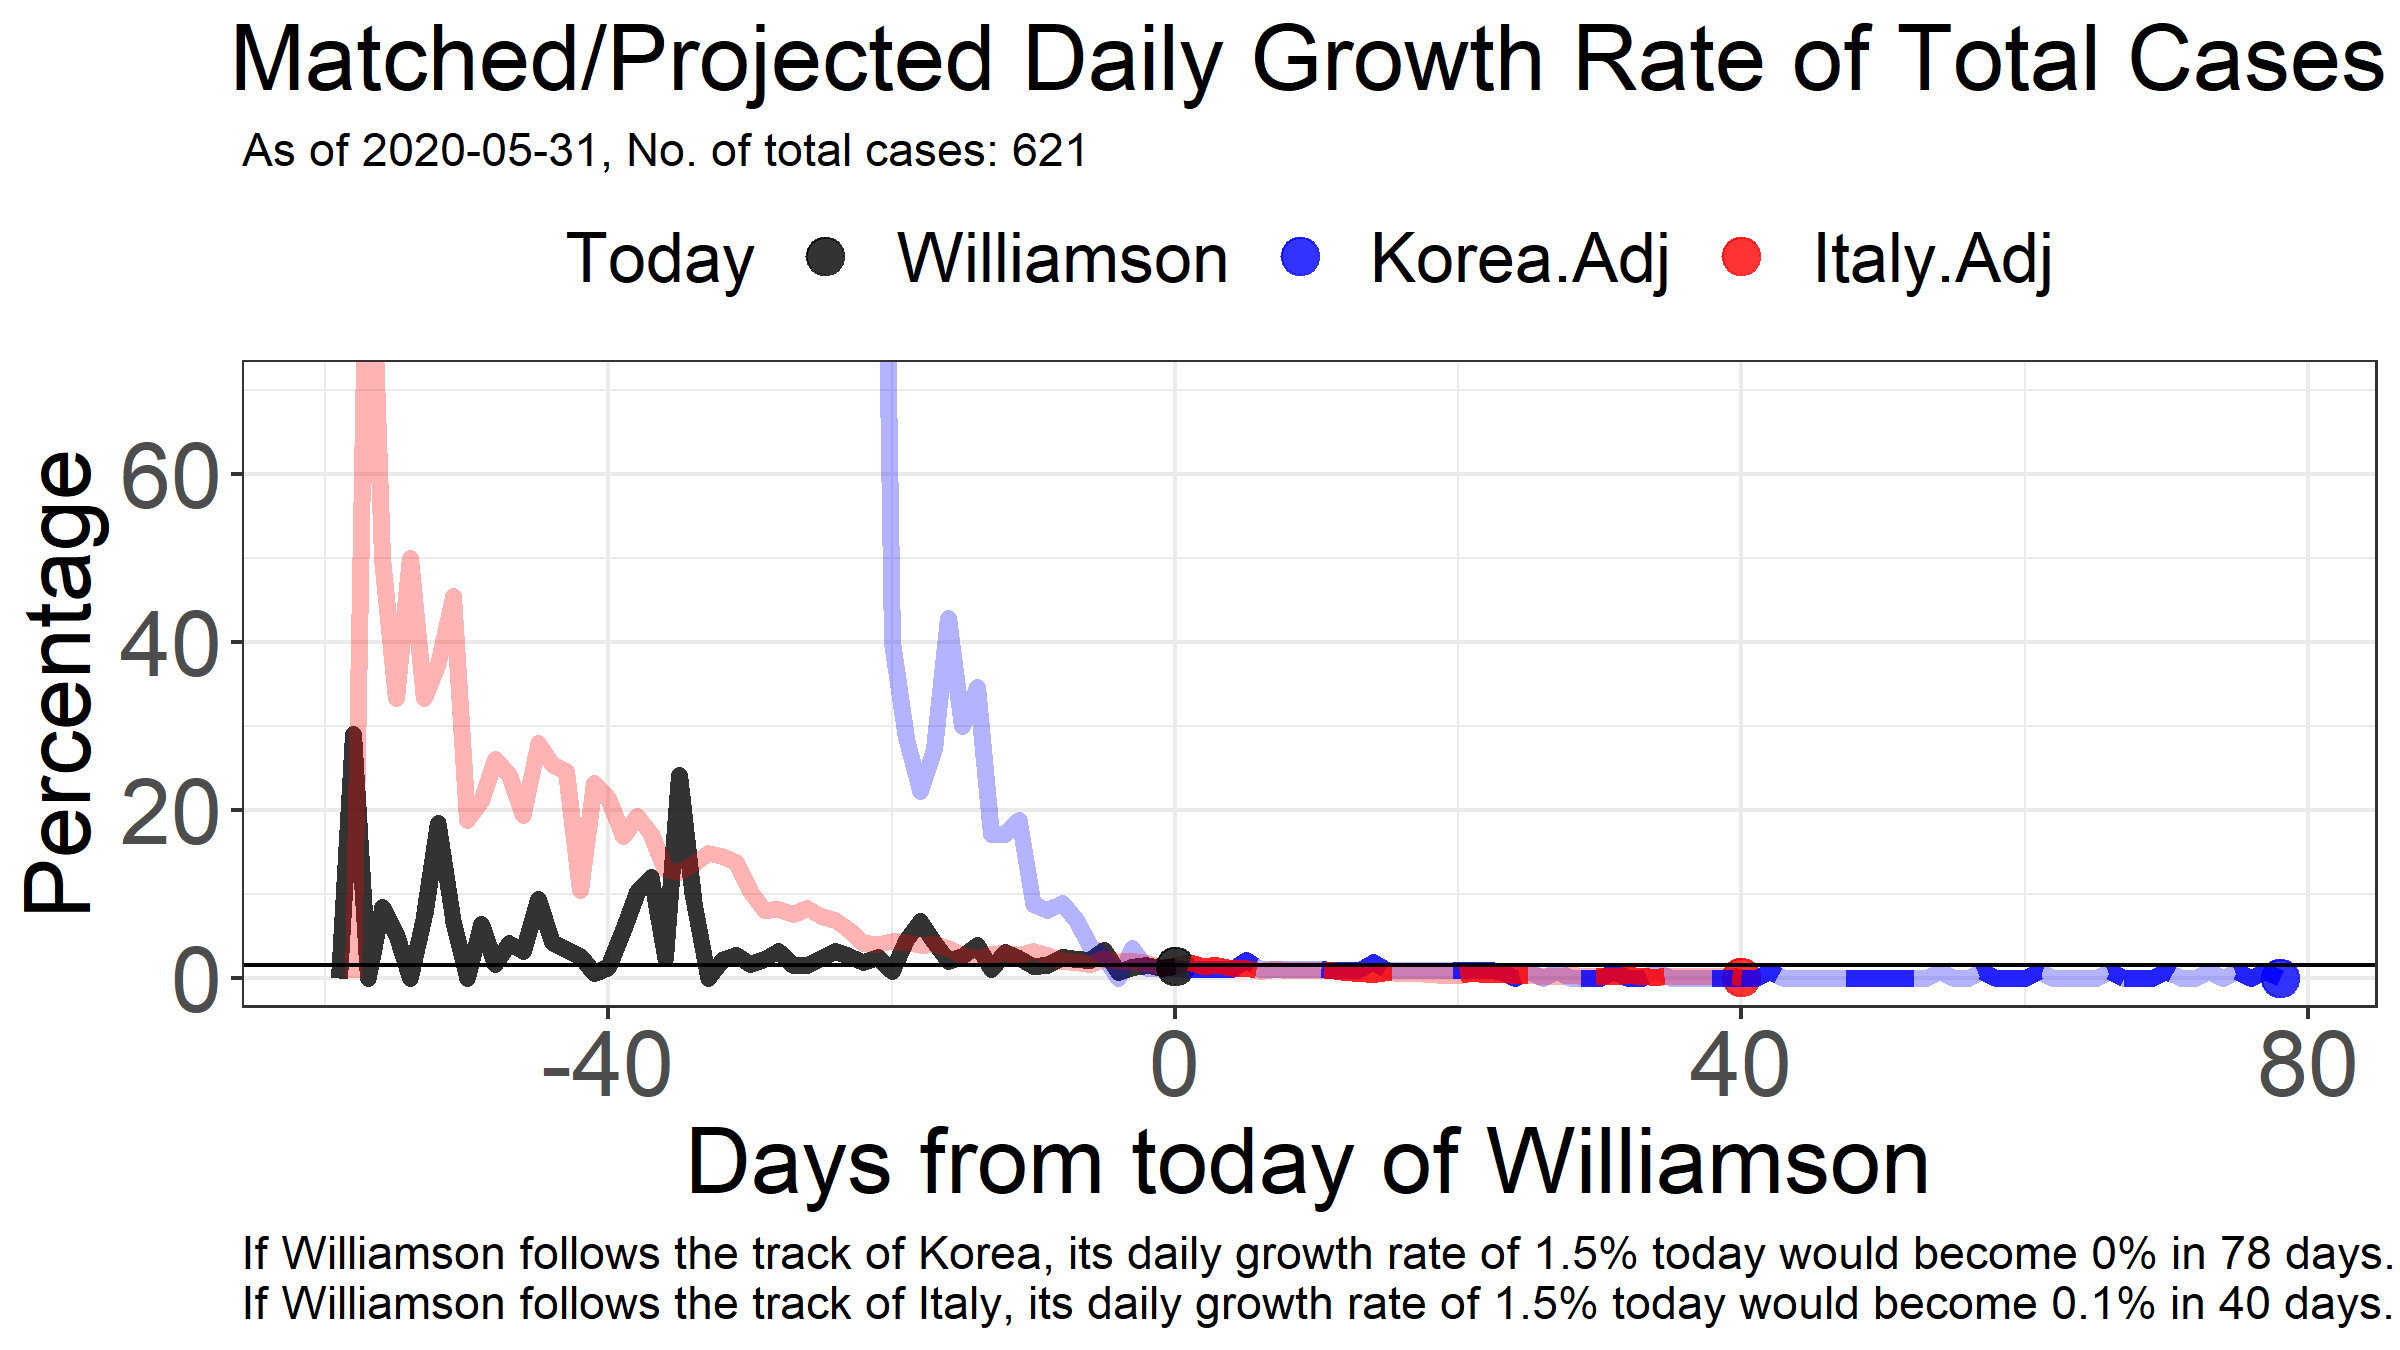 Matched/Projected Daily Growth Rate of Total Cases
As of 2020-05-31, No. of total cases: 621
Today Williamson Korea.Adj Italy.Adj
Percentage
60
40
20
0
-40 0 40 80
Days from today of Williamson
If Williamson follows the track of Korea, its daily growth rate of 1.5% today would become 0% in 78 days.
If Williamson follows the track of Italy, its daily growth rate of 1.5% today would become 0.1% in 40 days.